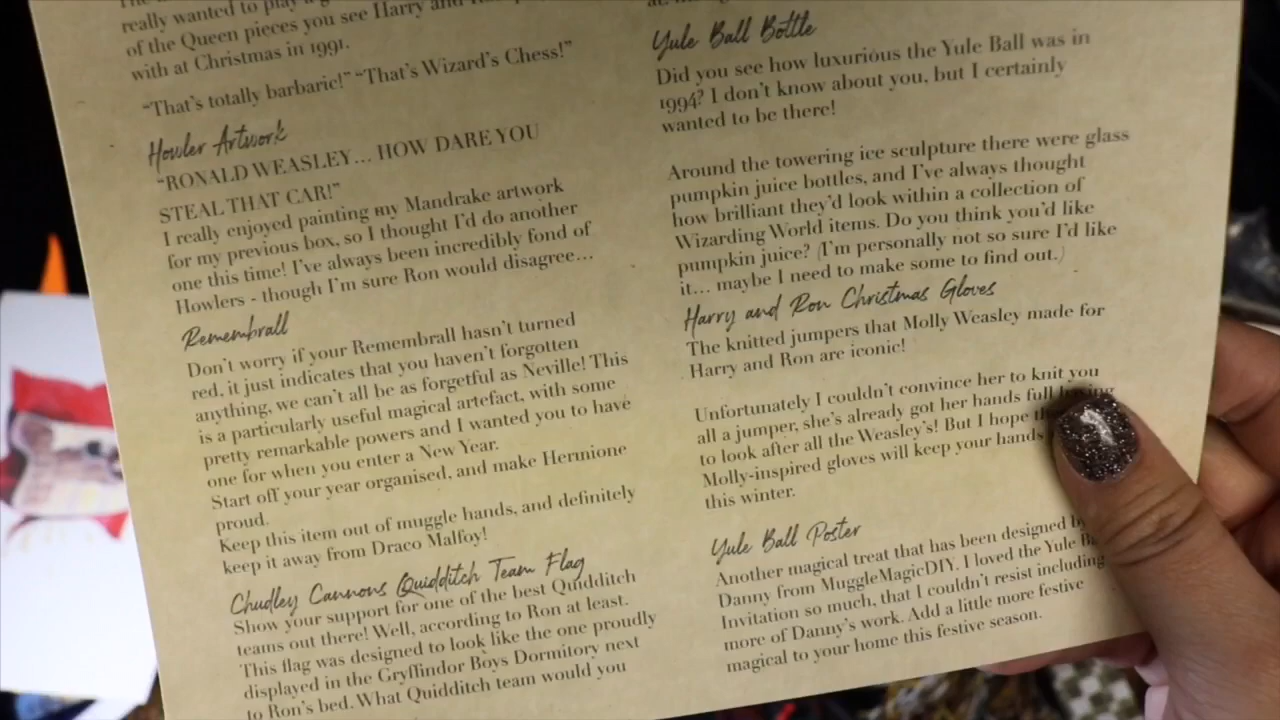 really wanted to play a
of the Queen pieces you see Harry and
with at Christmas in 1991.
“That’s totally barbaric!” “That’s Wizard’s Chess!”
Howler Artwork
“RONALD WEASLEY... HOW DARE YOU
STEAL THAT CAR!”
I really enjoyed painting my Mandrake artwork
for my previous box, so I thought I’d do another
one this time! I’ve always been incredibly fond of
Howlers - though I’m sure Ron would disagree...
Remembrall
Don’t worry if your Remembrall hasn’t turned
red, it just indicates that you haven’t forgotten
anything, we can’t all be as forgetful as Neville! This
is a particularly useful magical artefact, with some
pretty remarkable powers and I wanted you to have
one for when you enter a New Year.
Start off your year organised, and make Hermione
proud.
Keep this item out of muggle hands, and definitely
keep it away from Draco Malfoy!
Chudley Cannons Quidditch Team Flag
Show your support for one of the best Quidditch
teams out there! Well, according to Ron at least.
This flag was designed to look like the one proudly
displayed in the Gryffindor Boys Dormitory next
to Ron’s bed. What Quidditch team would you
Yule Ball Bottle
Did you see how luxurious the Yule Ball was in
1994? I don’t know about you, but I certainly
wanted to be there!
Around the towering ice sculpture there were glass
pumpkin juice bottles, and I’ve always thought
how brilliant they’d look within a collection of
Wizarding World items. Do you think you’d like
pumpkin juice? (I’m personally not so sure I’d like
it... maybe I need to make some to find out.)
Harry and Ron Christmas Gloves
The knitted jumpers that Molly Weasley made for
Harry and Ron are iconic!
Unfortunately I couldn’t convince her to knit you
all a jumper, she’s already got her hands full having
to look after all the Weasley’s! But I hope
Molly-inspired gloves will keep your hands
this winter.
Yule Ball Poster
Another magical treat that has been designed by
Danny from MuggleMagicDIY. I loved the Yule
Invitation so much, that I couldn’t resist including
more of Danny’s work. Add a little more festive
magical to your home this festive season.